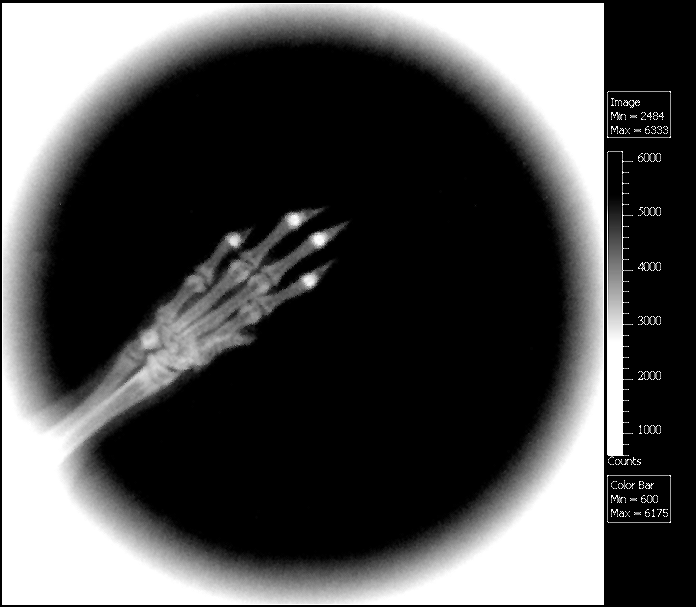 Image
Min = 2484
Max = 6333
6000
5000
4000
3000
2000
1000
Counts
Color Bar
Min = 600
Max = 6175